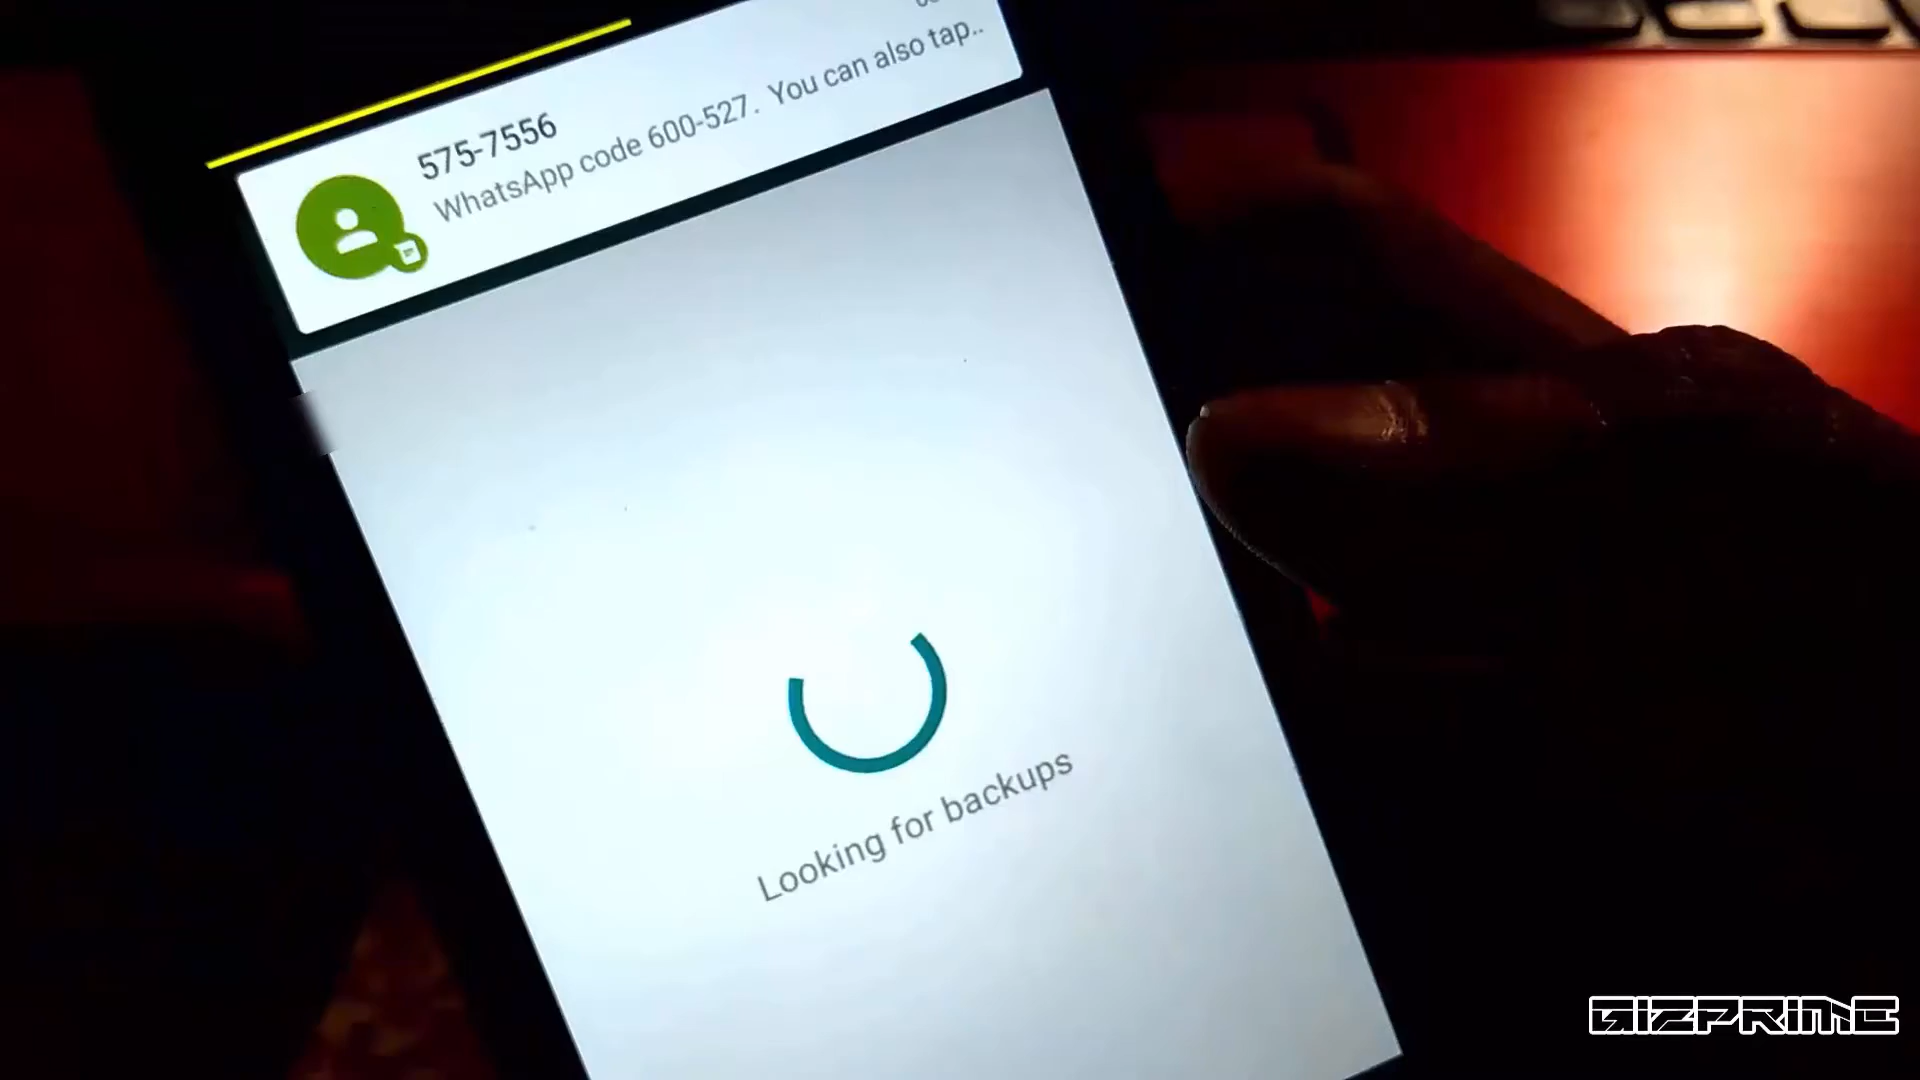 575-7556
WhatsApp code 600-527. You can also tap..
Looking for backups
GIZPRIME